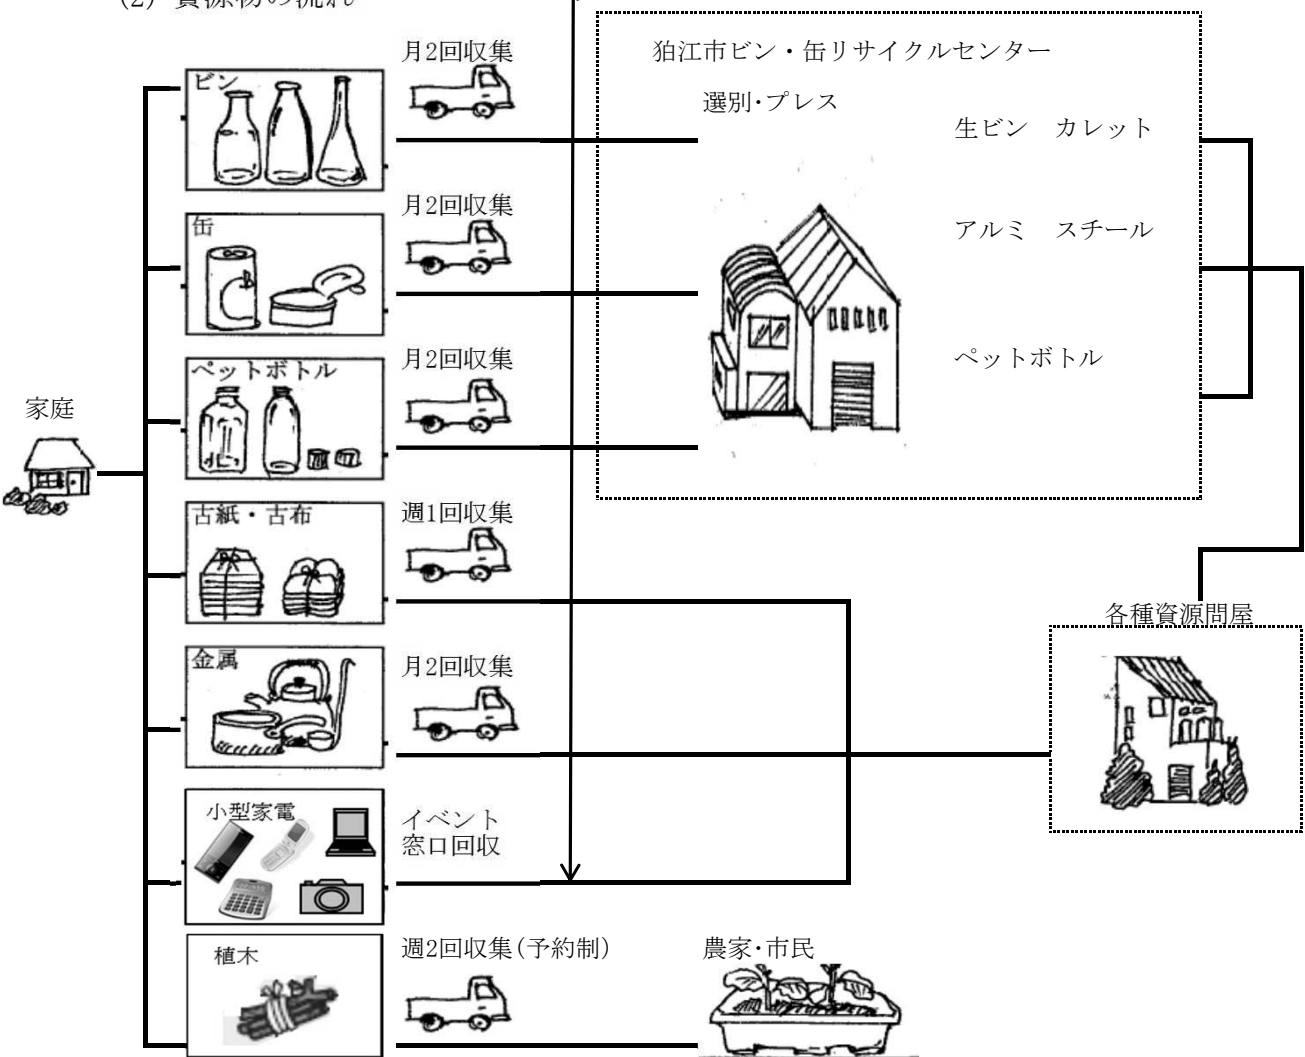 (2) 資源物の流れ
狛江市ビン・缶リサイクルセンター
選別・プレス
生ビン　カレット
アルミ　スチール
ペットボトル
家庭
ビン
月2回収集
缶
月2回収集
ペットボトル
月2回収集
古紙・古布
週1回収集
金属
月2回収集
小型家電
イベント
窓口回収
植木
週2回収集(予約制)
農家・市民
各種資源問屋